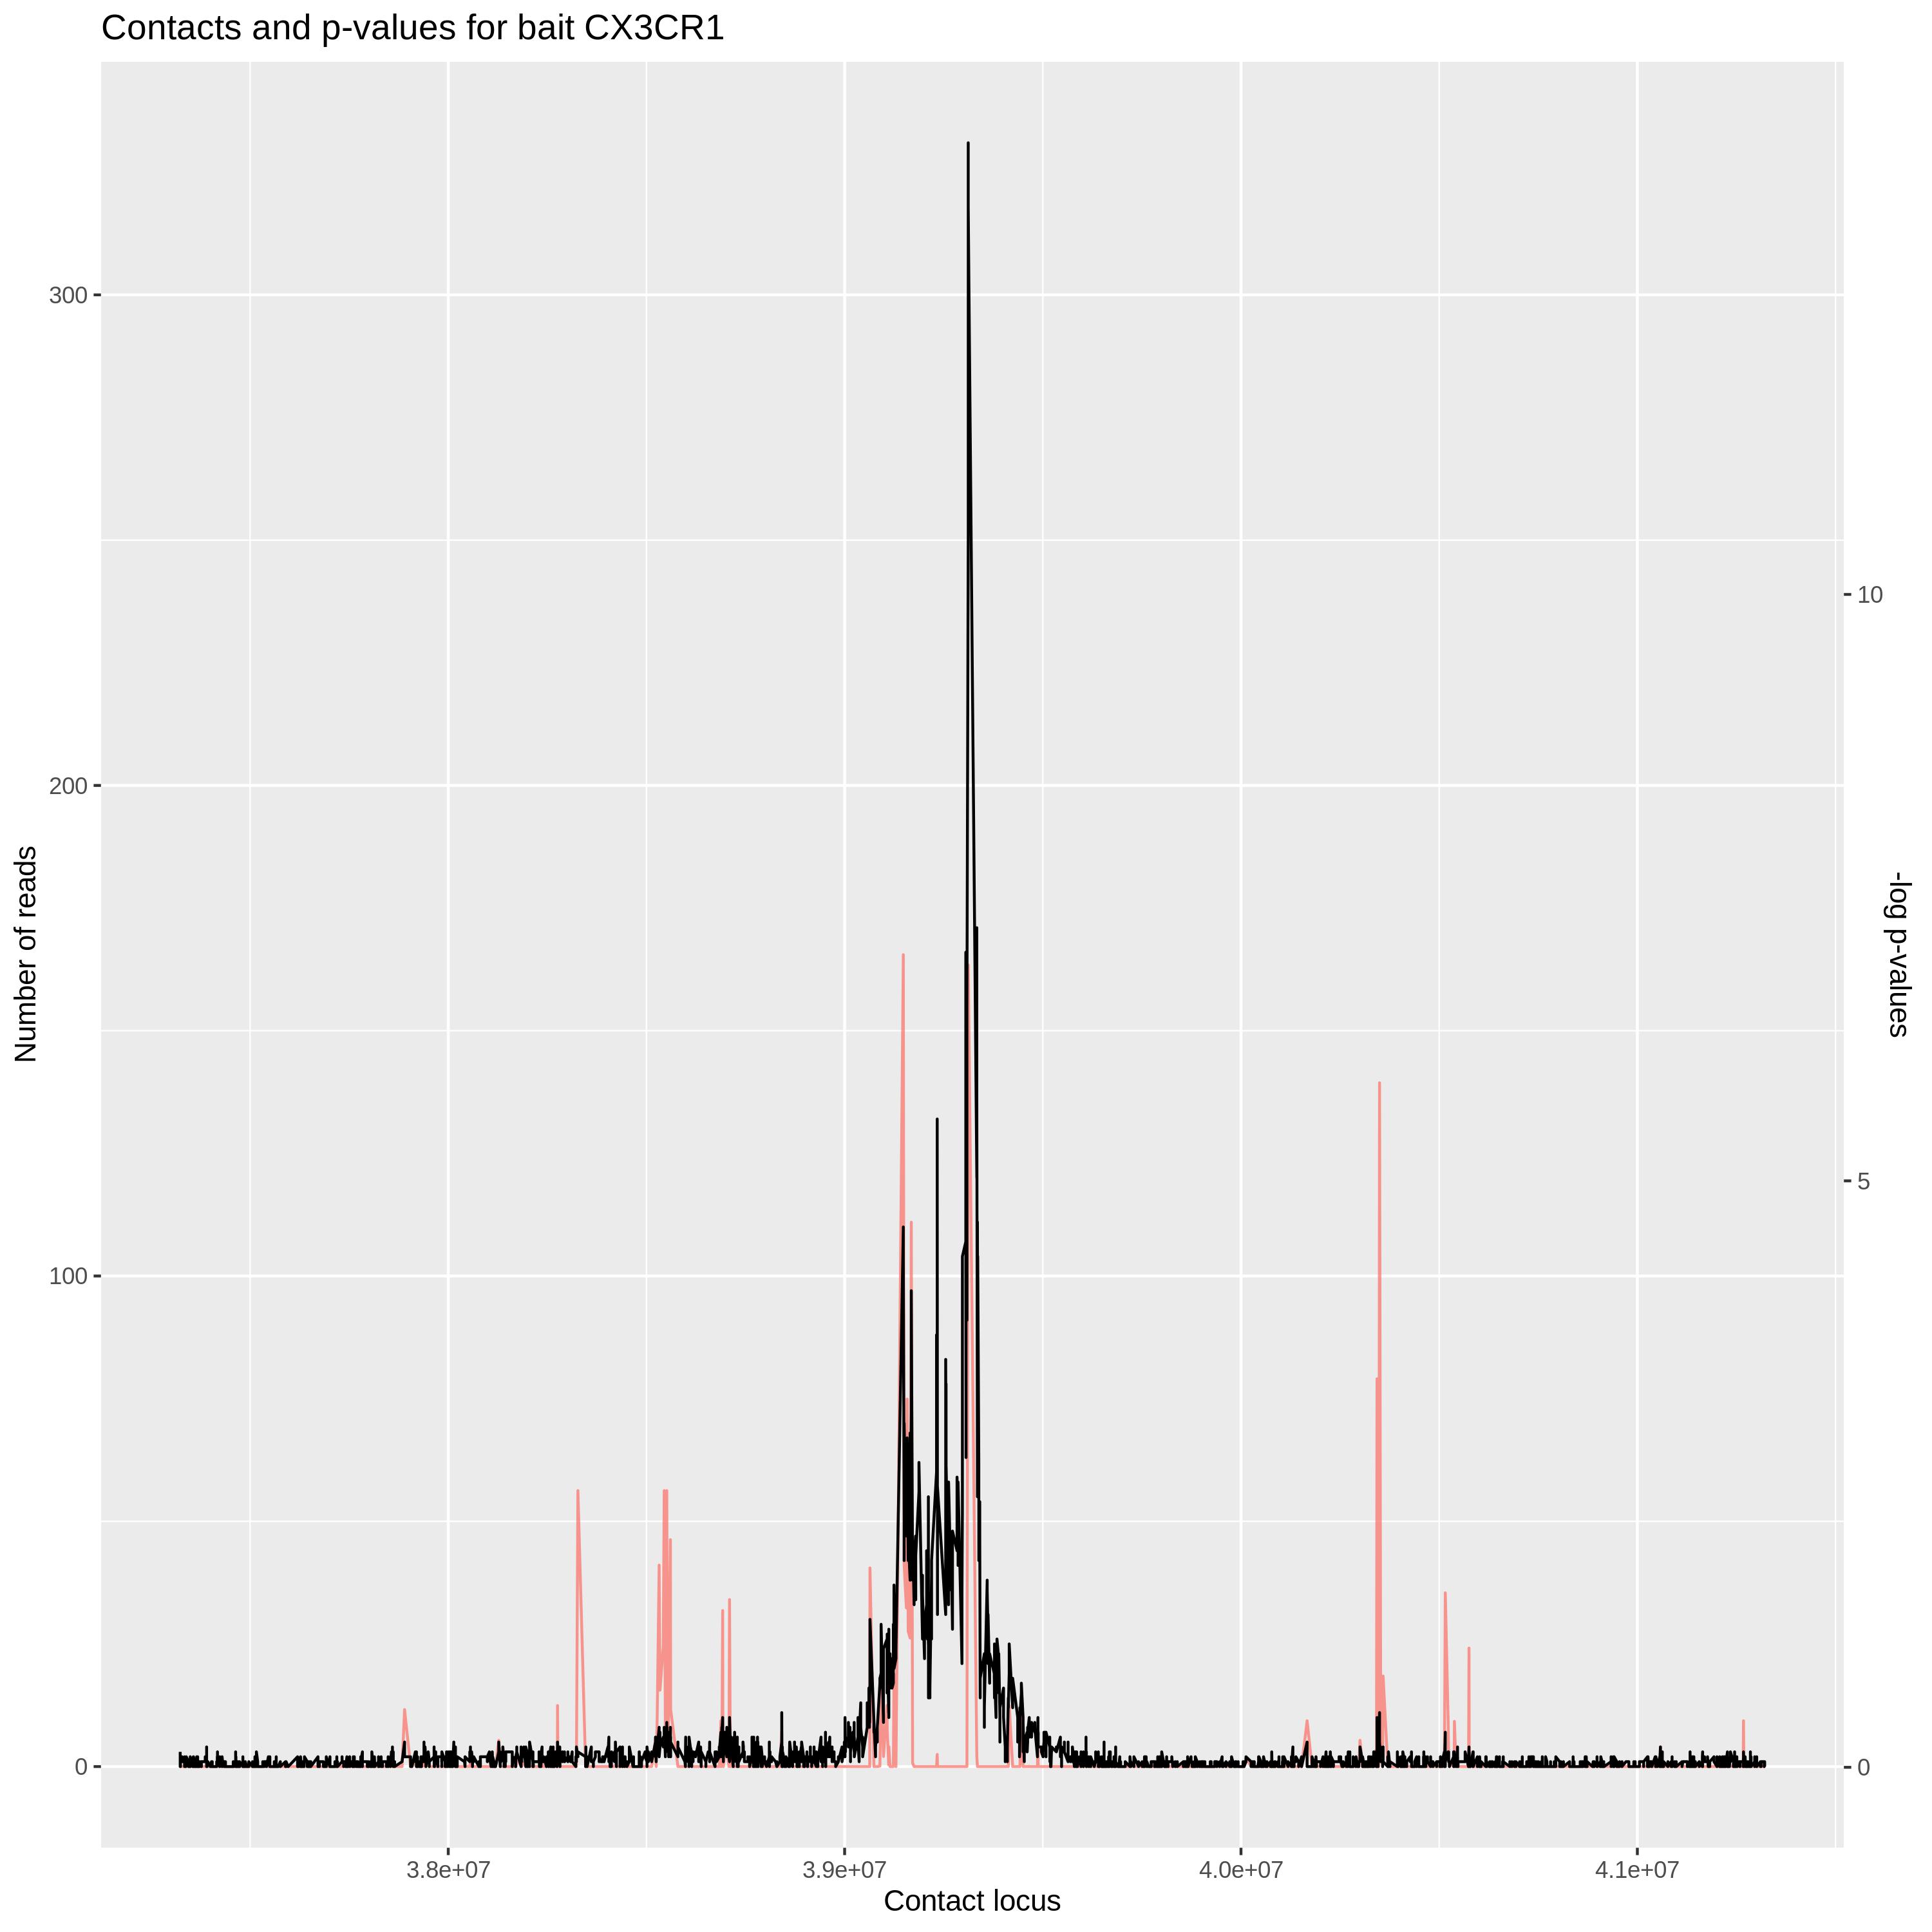 Contacts and p-values for bait CX3CR1
300
200
100
0
10
5
0
Number of reads
-log p-values
3.8e+07
3.9e+07
4.0e+07
4.1e+07
Contact locus